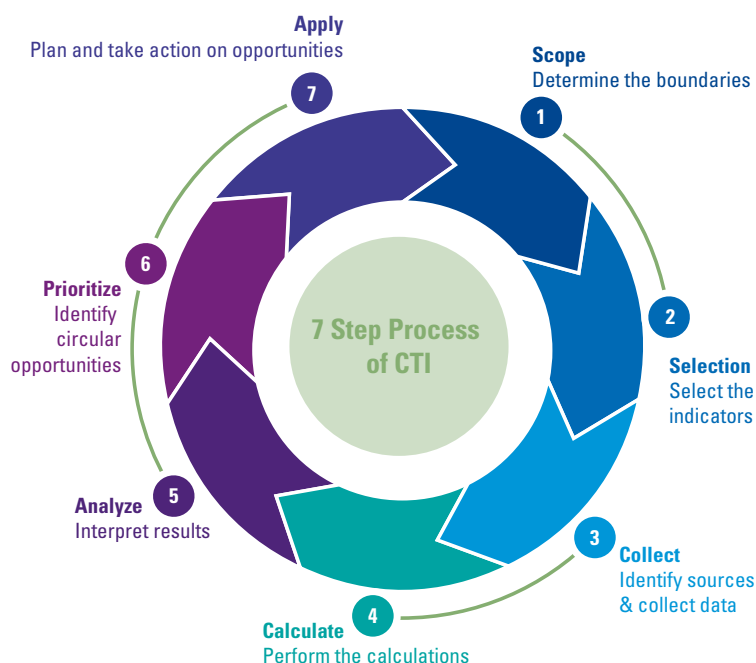 Apply
Plan and take action on opportunities
7
Scope
Determine the boundaries
1
2
Selection
Select the
indicators
3
Collect
Identify sources
& collect data
4
Calculate
Perform the calculations
5
Analyze
Interpret results
6
Prioritize
Identify
circular
opportunities
7 Step Process
of CTI